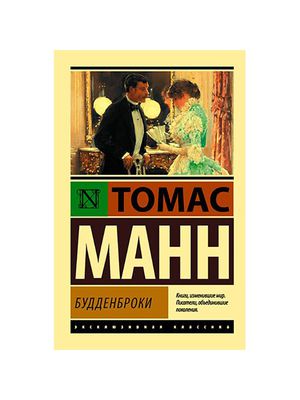 N ТОМАС
МАНН
БУДДЕНБРОКИ
Книги, изменившие мир.
Писатели, объединившие
поколения.
ЭКСКЛЮЗИВНАЯ КЛАССИКА